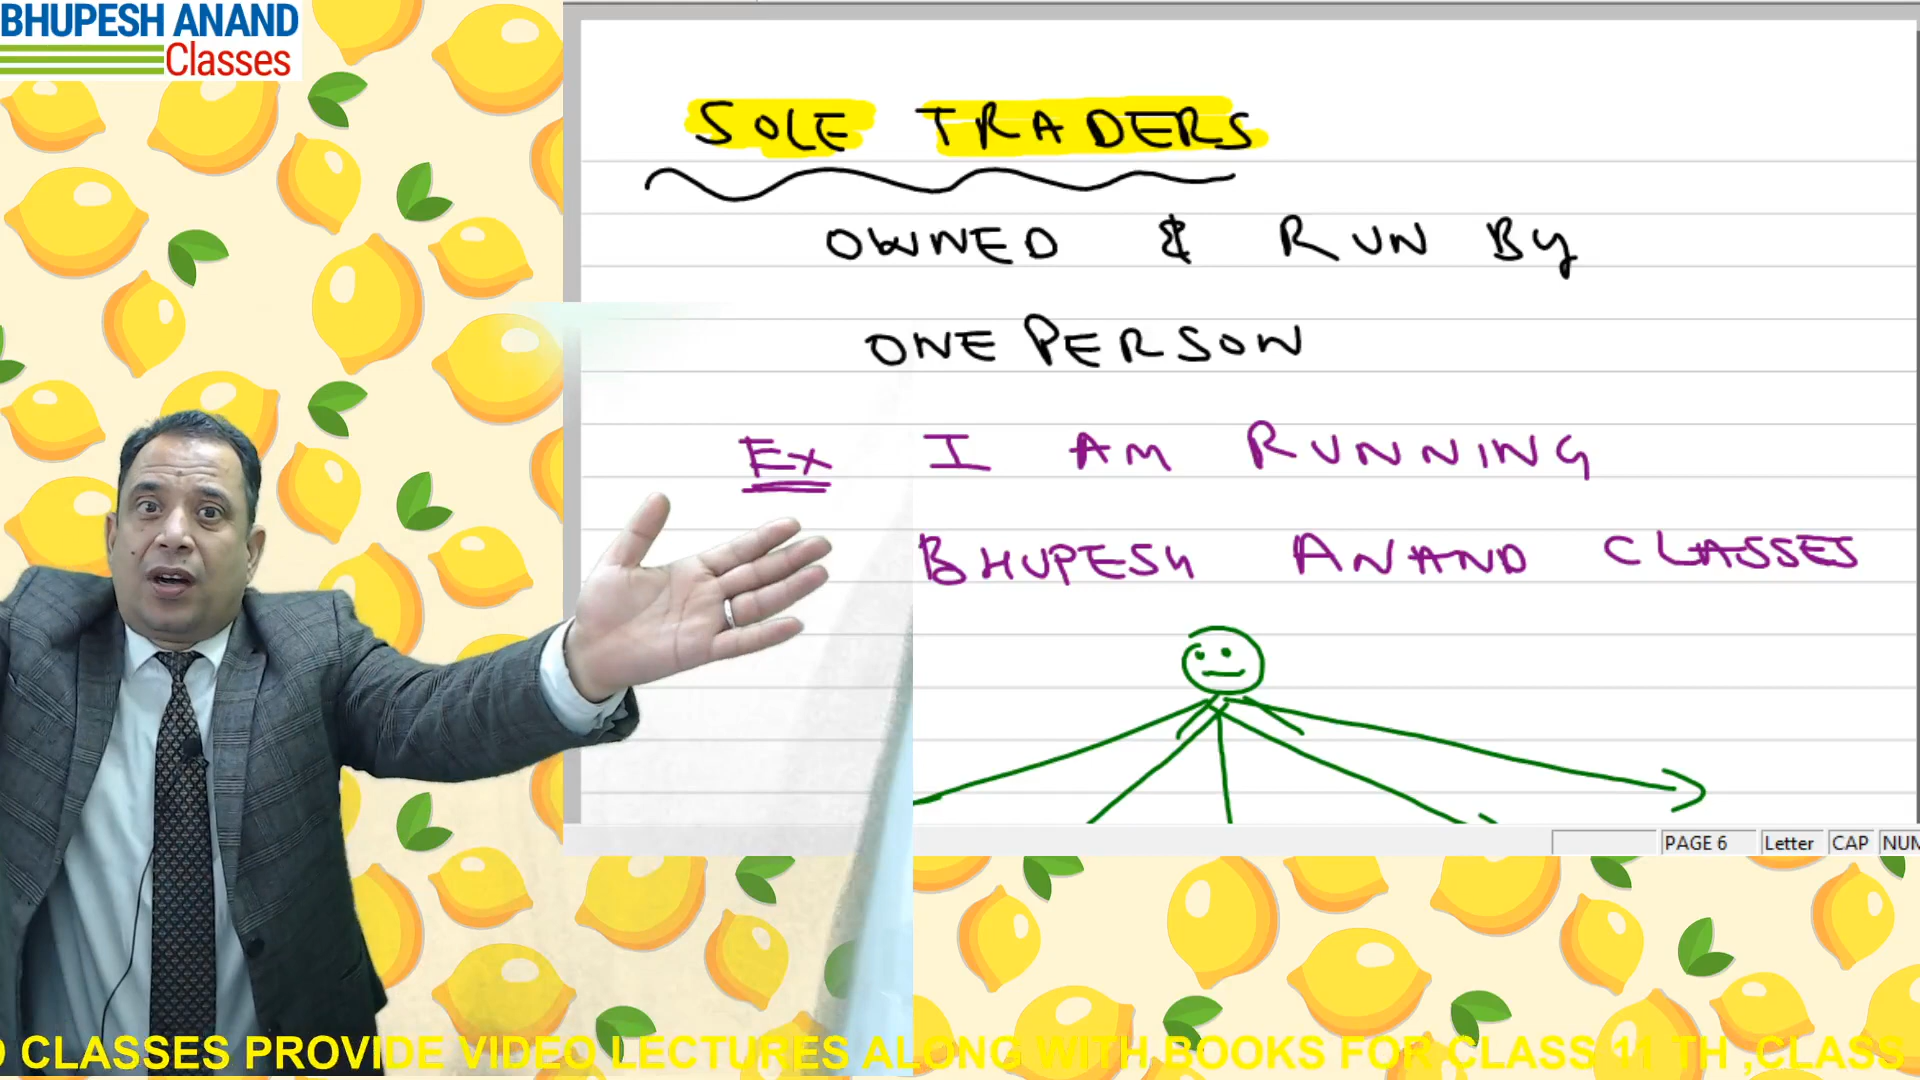 BHUPESH ANAND
Classes
SOLE TRADERS
OWNED & RUN By
ONE PERSON
Ex I AM RUNNING
BHUPESH ANAND CLASSES
PAGE 6 Letter CAP NUM
CLASSES PROVIDE VIDEO LECTURES ALONG WITH BOOKS FOR CLASS 11 TH ,CLASS